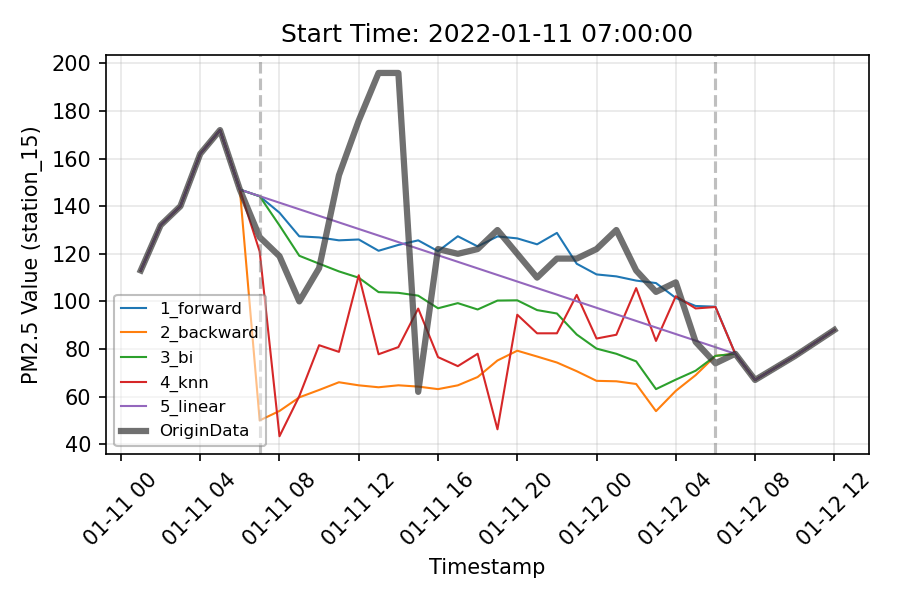 Start Time: 2022-01-11 07:00:00
PM2.5 Value (station_15)
200
180
160
140
120
100
80
60
40
1_forward
2_backward
3_bi
4_knn
5_linear
OriginData
01-11 00
01-11 04
01-11 08
01-11 12
01-11 16
01-11 20
01-12 00
01-12 04
01-12 08
01-12 12
Timestamp